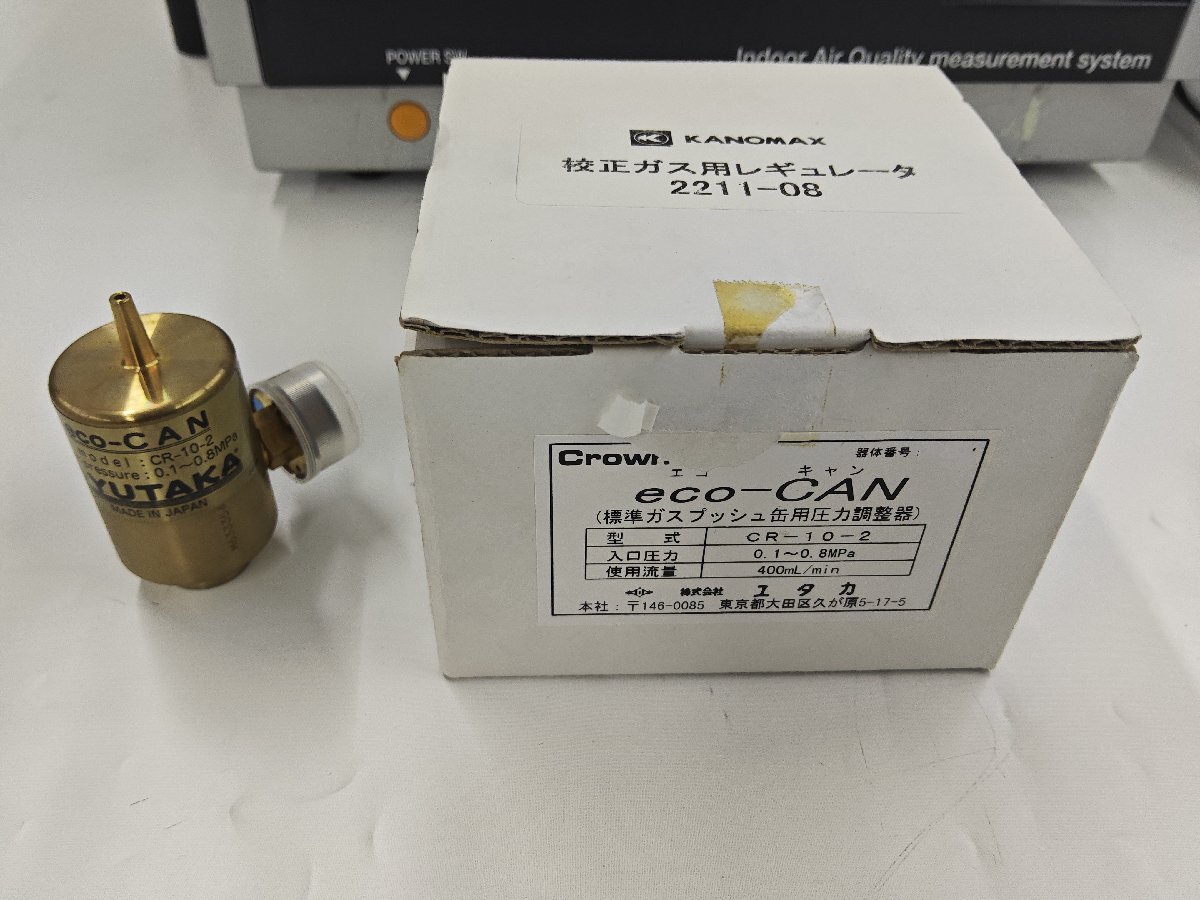 POWER SW
Indoor Air Quality measurement system
KANOMAX
校正ガス用レギュレータ
2211-08
eco-CAN
model : CR-10-2
pressure : 0.1~0.8MPa
YUTAKA
MADE IN JAPAN
Crown
器体番号:
エコ キャン
eco-CAN
(標準ガスプッシュ缶用圧力調整器)
型 式 CR-10-2
入口圧力 0.1~0.8MPa
使用流量 400mL/min
株式会社 ユタカ
本社:〒146-0085 東京都大田区久が原5-17-5